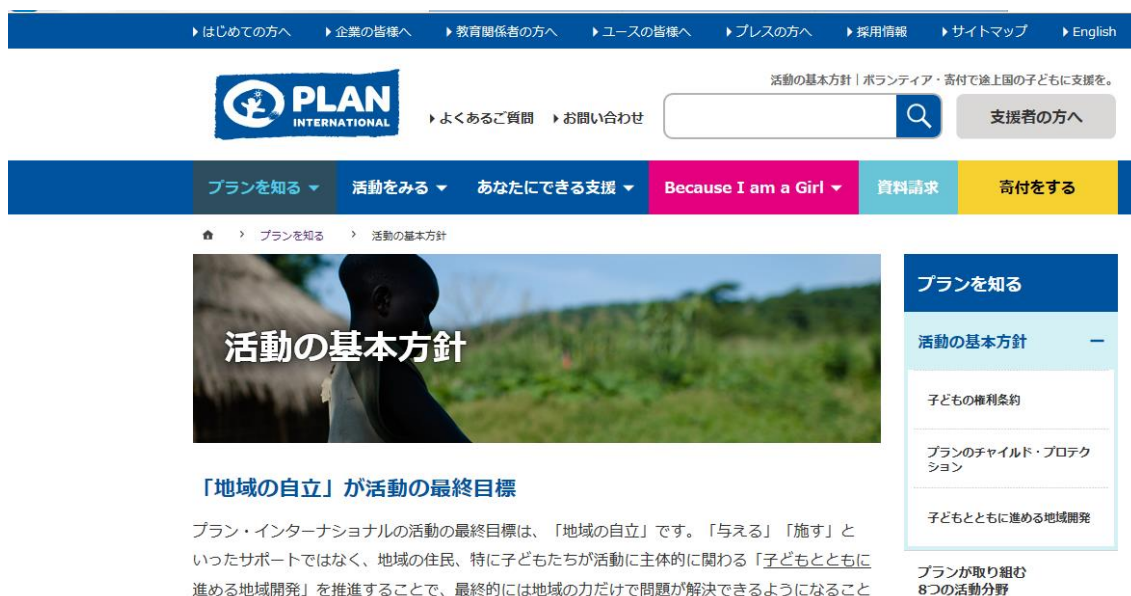 はじめての方へ 企業の皆様へ 教育関係者の方へ ユースの皆様へ プレスの方へ 採用情報 サイトマップ English
活動の基本方針｜ボランティア・寄付で途上国の子どもに支援を。
PLAN
INTERNATIONAL
よくあるご質問 お問い合わせ
支援者の方へ
プランを知る 活動をみる あなたにできる支援 Because I am a Girl 資料請求 寄付をする
プランを知る 活動の基本方針
活動の基本方針
「地域の自立」が活動の最終目標
プラン・インターナショナルの活動の最終目標は、「地域の自立」です。「与える」「施す」と
いったサポートではなく、地域の住民、特に子どもたちが活動に主体的に関わる「子どもとともに
進める地域開発」を推進することで、最終的には地域の力だけで問題が解決できるようになること
プランを知る
活動の基本方針
子どもの権利条約
プランのチャイルド・プロテク
ション
子どもとともに進める地域開発
プランが取り組む
8つの活動分野